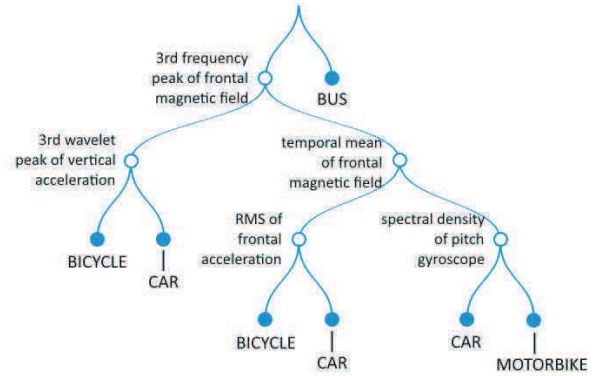 3rd frequency
peak of frontal
magnetic field
BUS
3rd wavelet
peak of vertical
acceleration
temporal mean
of frontal
magnetic field
BICYCLE
CAR
RMS of
frontal
acceleration
spectral density
of pitch
gyroscope
BICYCLE
CAR
CAR
MOTORBIKE